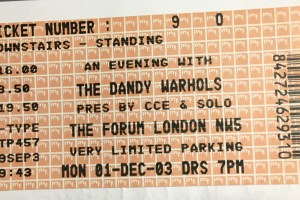 ICKET NUMBER : 9 0
OWNSTAIRS - STANDING
16.00 AN EVENING WITH
3.50 THE DANDY WARHOLS
19.50 PRES BY CCE & SOLO
-TYPE THE FORUM LONDON NW5
TP457 VERY LIMITED PARKING
9SEP3
9:43 MON 01-DEC-03 DRS 7PM